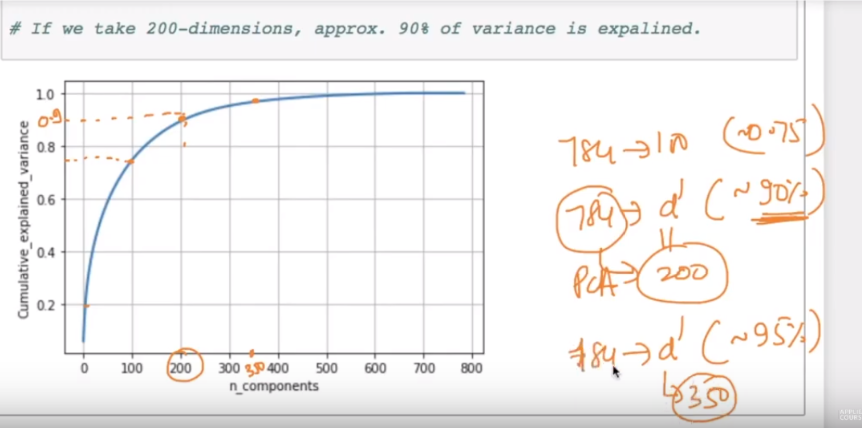 # If we take 200-dimensions, approx. 90% of variance is expalined.
Cumulative_explained_variance
1.0
0.9
0.8
0.6
0.4
0.2
0 100 200 300 350 400 500 600 700 800
n_components
784 → 100 (~0.75)
784 → d' (~90%)
PCA → 200
784 → d' (~95%)
↳ 350